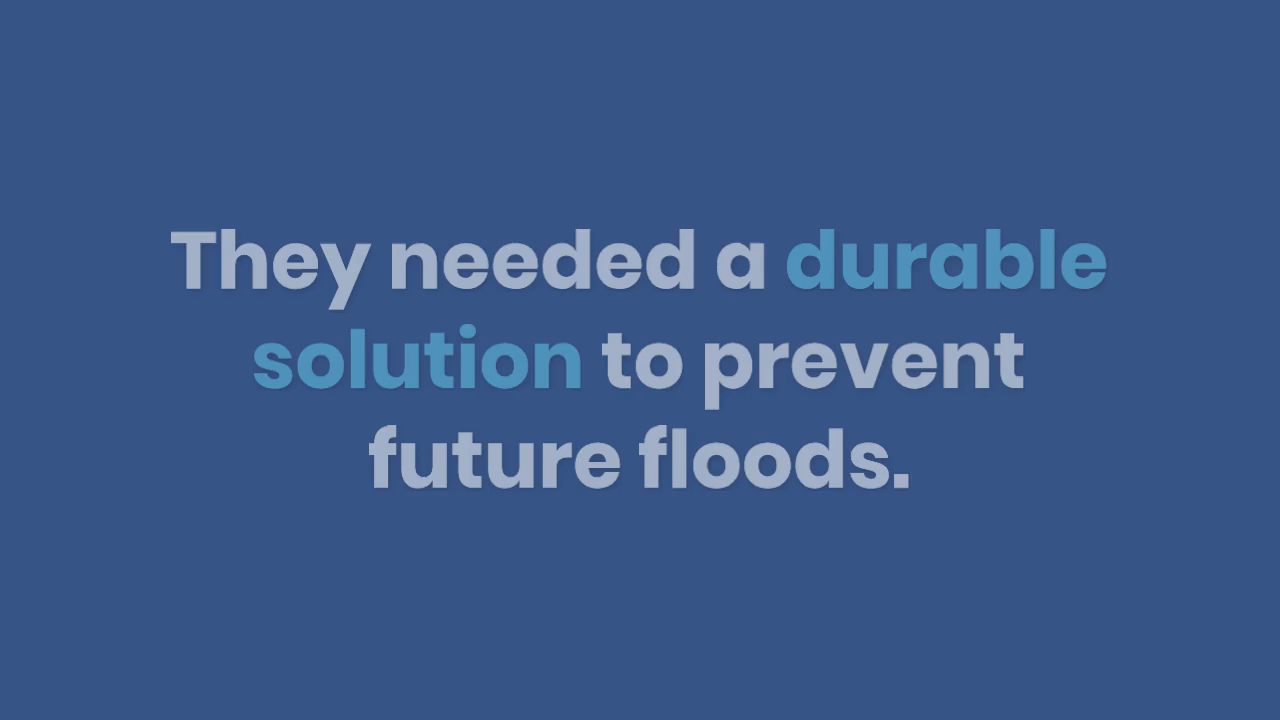 They needed a durable
solution to prevent
future floods.